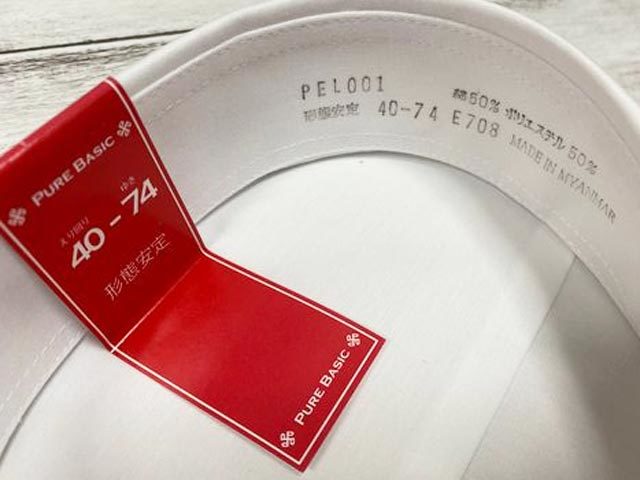 PURE BASIC
えり回り ゆき
40-74
形態安定
PURE BASIC
PEL001
形態安定 40-74 E708
綿50% ポリエステル50%
MADE IN MYANMAR